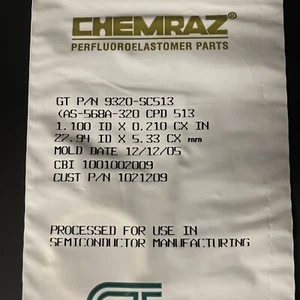 CHEMRAZ®
PERFLUOROELASTOMER PARTS
GT P/N 9320-SC513
(AS-568A-320 CPD 513
1.100 ID X 0.210 CX IN
27.94 ID X 5.33 CX mm
MOLD DATE 12/12/05
CBI 1001002009
CUST P/N 1021209
PROCESSED FOR USE IN
SEMICONDUCTOR MANUFACTURING